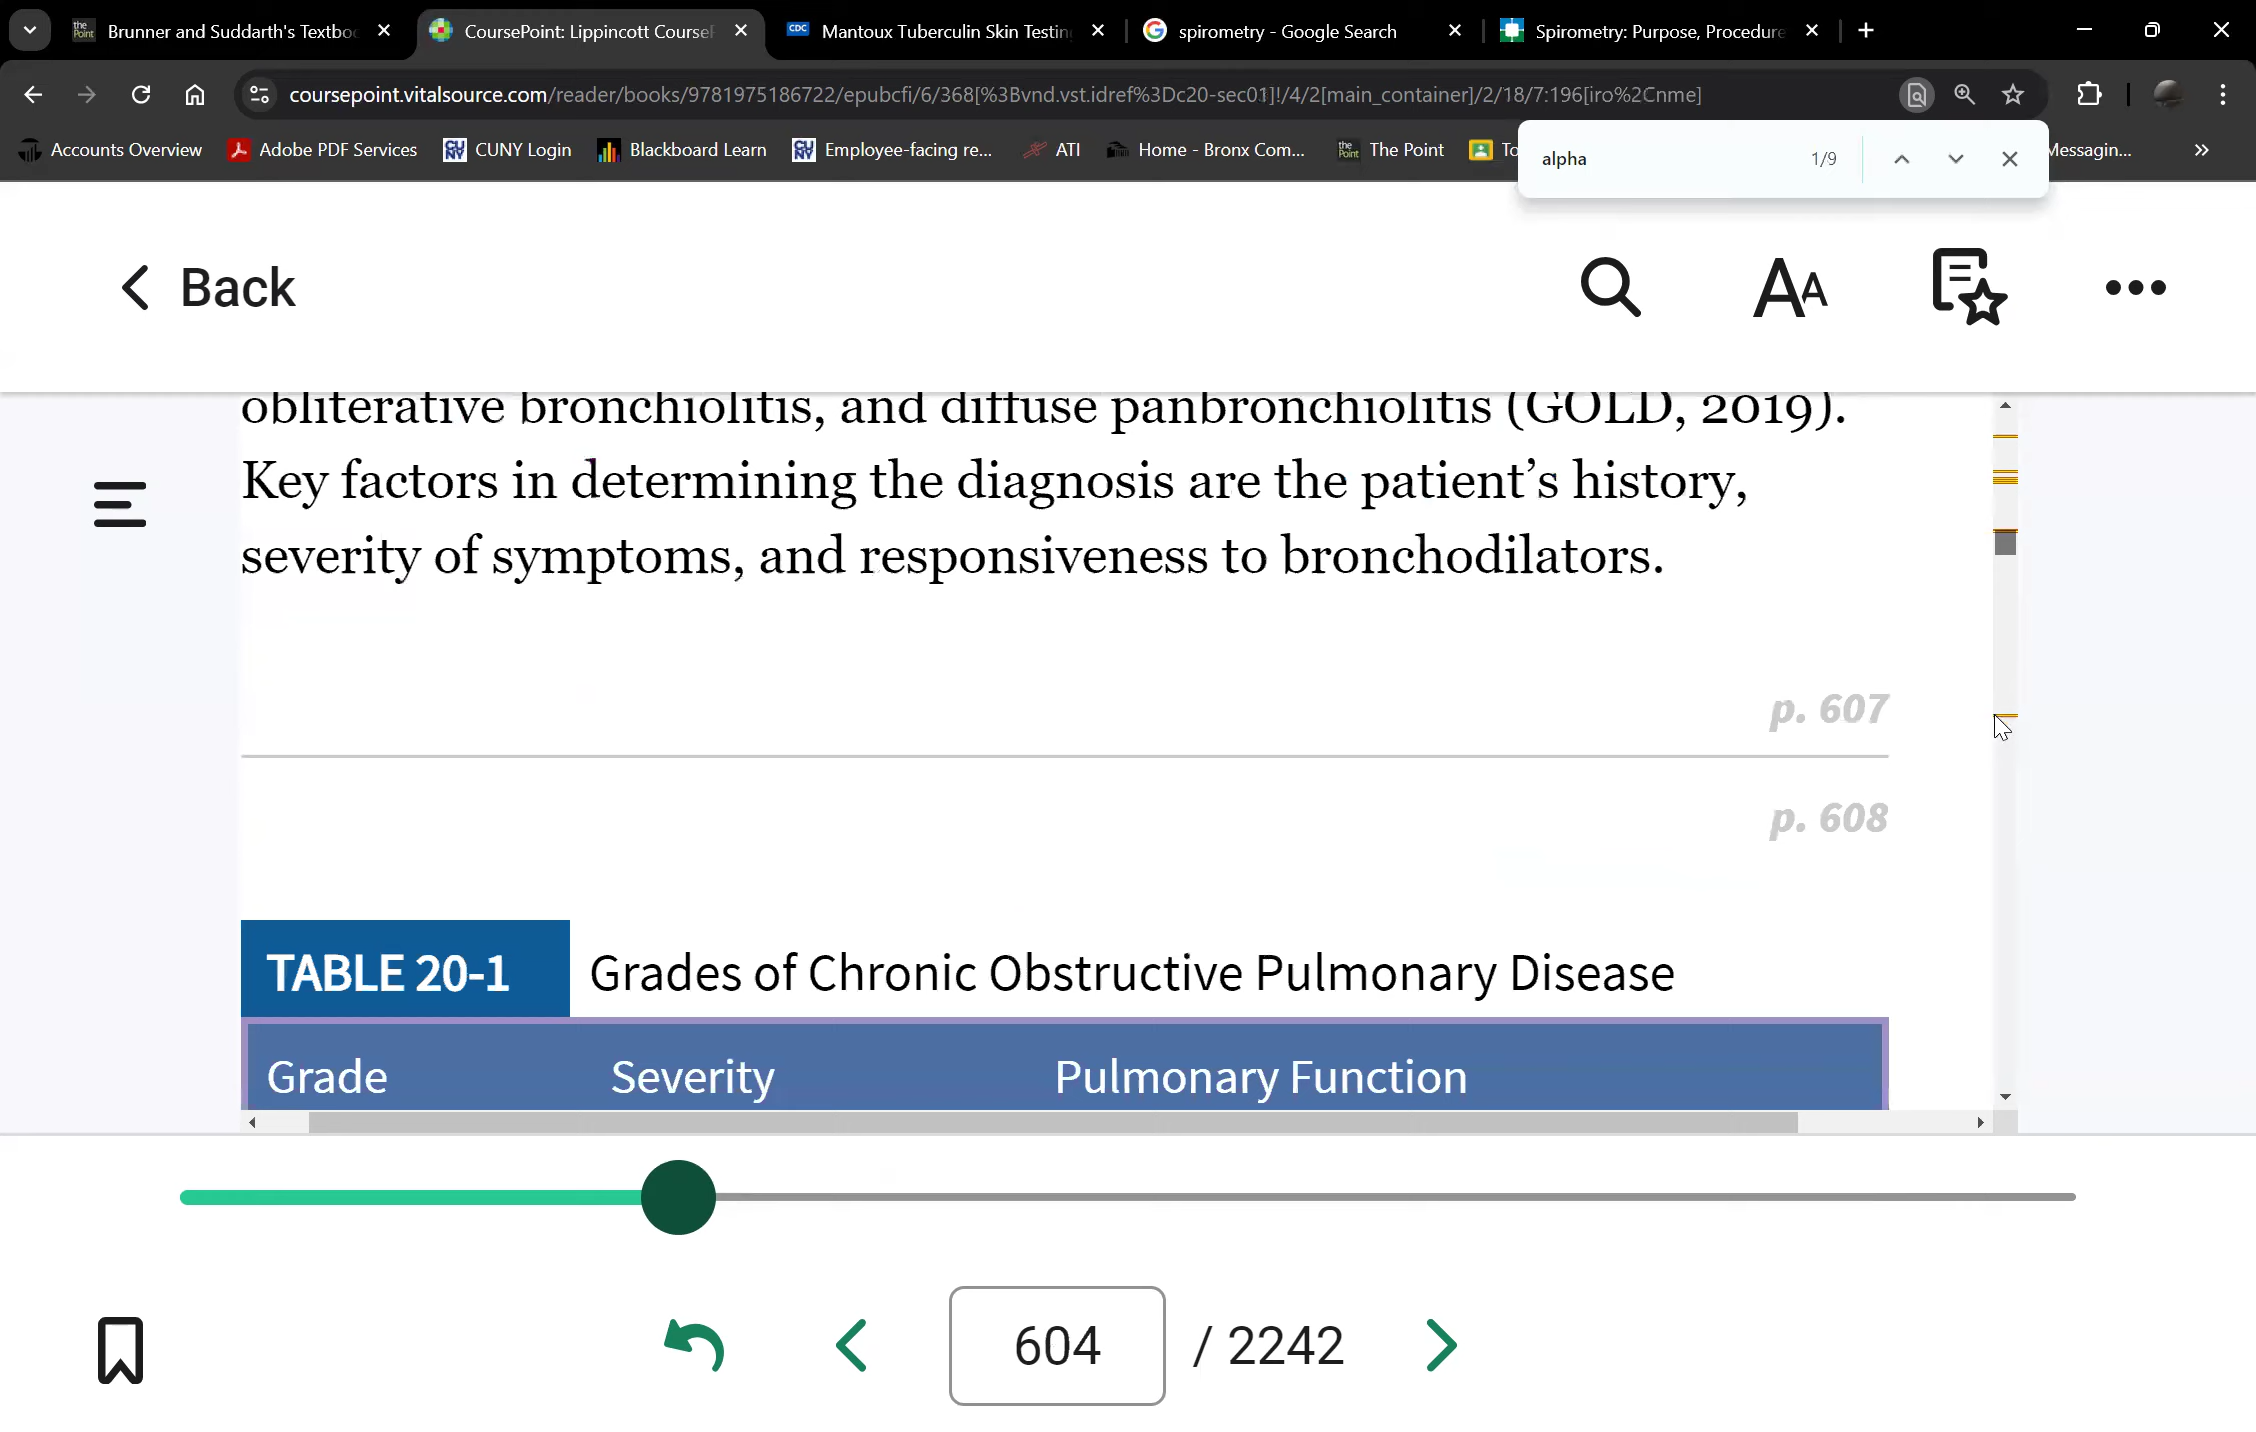 Brunner and Suddarth's Textbo
CoursePoint: Lippincott CourseP
CDC
Mantoux Tuberculin Skin Testing
spirometry - Google Search
Spirometry: Purpose, Procedure
coursepoint.vitalsource.com/reader/books/9781975186722/epubcfi/6/368[%3Bvnd.vst.idref%3Dc20-sec01]!/4/2[main_container]/2/18/7:196[iro%2Cnme]
Accounts Overview
Adobe PDF Services
CUNY Login
Blackboard Learn
Employee-facing re...
ATI
Home - Bronx Com...
The Point
To
Messagin...
alpha
1/9
Back
obliterative bronchiolitis, and diffuse panbronchiolitis (GOLD, 2019).
Key factors in determining the diagnosis are the patient’s history,
severity of symptoms, and responsiveness to bronchodilators.
p. 607
p. 608
TABLE 20-1 Grades of Chronic Obstructive Pulmonary Disease
Grade Severity Pulmonary Function
604 / 2242